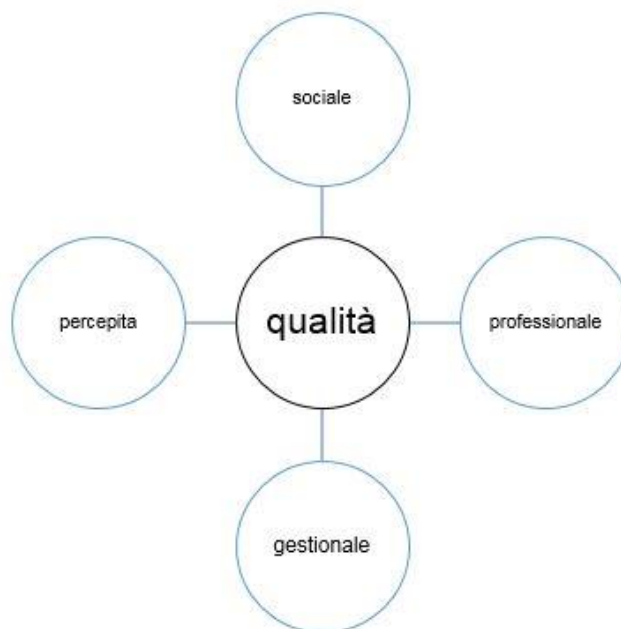 sociale
percepita
qualità
professionale
gestionale